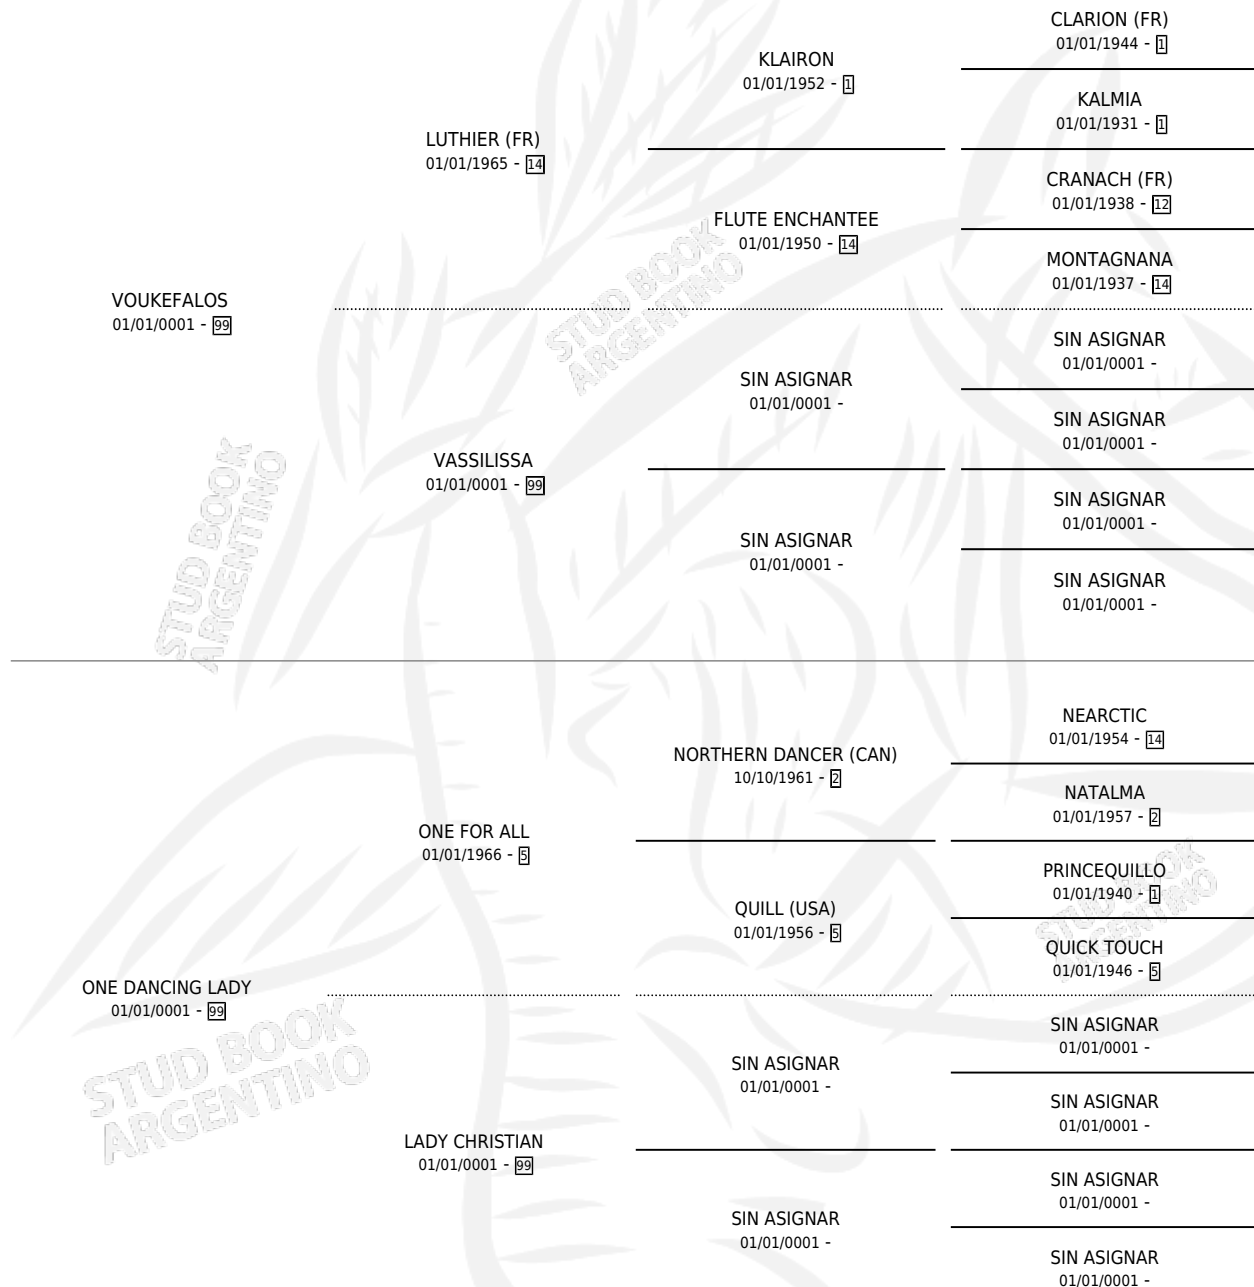 CLARION (FR)
01/01/1944 - 1
KLAIRON
01/01/1952 - 1
KALMIA
01/01/1931 - 1
LUTHIER (FR)
01/01/1965 - 14
CRANACH (FR)
01/01/1938 - 12
FLUTE ENCHANTEE
01/01/1950 - 14
MONTAGNANA
01/01/1937 - 14
VOUKEFALOS
01/01/0001 - 99
SIN ASIGNAR
01/01/0001 -
SIN ASIGNAR
01/01/0001 -
SIN ASIGNAR
01/01/0001 -
VASSILISSA
01/01/0001 - 99
SIN ASIGNAR
01/01/0001 -
SIN ASIGNAR
01/01/0001 -
SIN ASIGNAR
01/01/0001 -
STUD BOOK
ARGENTINO
STUD BOOK
ARGENTINO
NEARCTIC
01/01/1954 - 14
NORTHERN DANCER (CAN)
10/10/1961 - 2
NATALMA
01/01/1957 - 2
ONE FOR ALL
01/01/1966 - 5
PRINCEQUILLO
01/01/1940 - 1
QUILL (USA)
01/01/1956 - 5
QUICK TOUCH
01/01/1946 - 5
ONE DANCING LADY
01/01/0001 - 99
SIN ASIGNAR
01/01/0001 -
SIN ASIGNAR
01/01/0001 -
SIN ASIGNAR
01/01/0001 -
LADY CHRISTIAN
01/01/0001 - 99
SIN ASIGNAR
01/01/0001 -
SIN ASIGNAR
01/01/0001 -
SIN ASIGNAR
01/01/0001 -
STUD BOOK
ARGENTINO
STUD BOOK
ARGENTINO